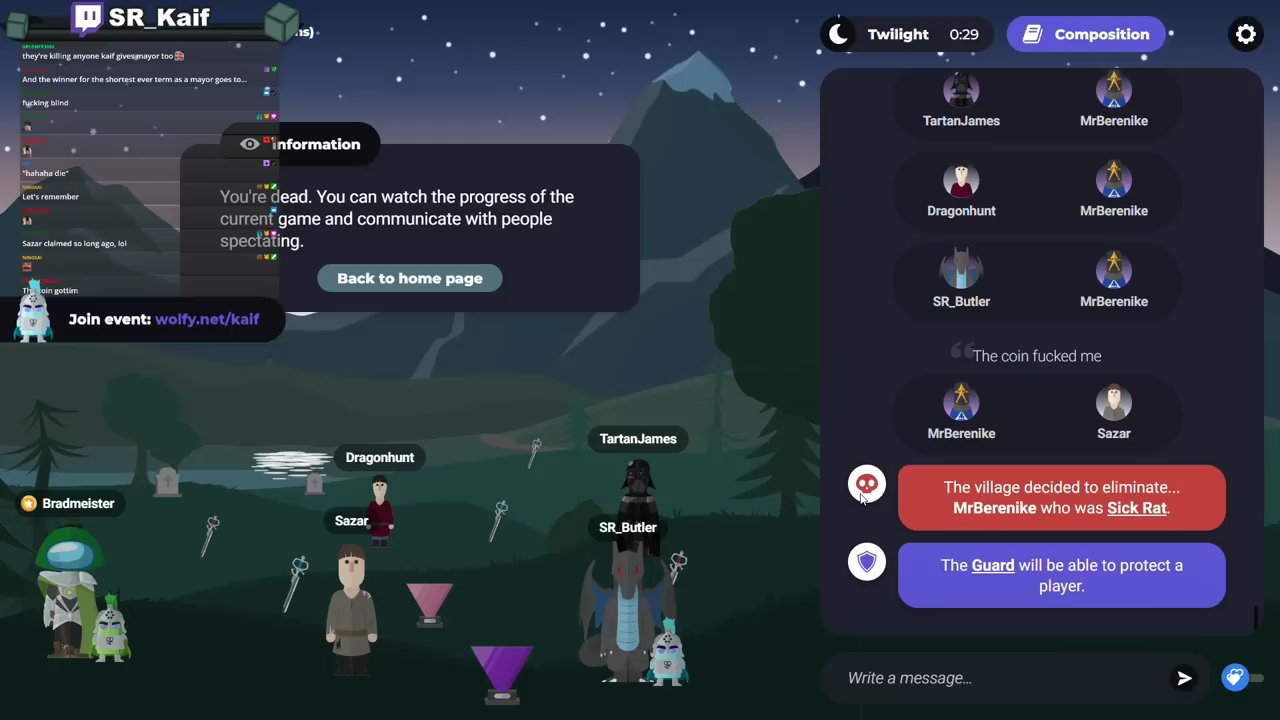 SR_Kaif
ns)
they're killing anyone kaif gives mayor too
And the winner for the shortest ever term as a mayor goes to...
fucking blind
"hahaha die"
Let's remember
Sazar claimed so long ago, lol
The coin gottim
Information
You're dead. You can watch the progress of the
current game and communicate with people
spectating.
Back to home page
Join event: wolfy.net/kaif
Twilight 0:29
Composition
TartanJames MrBerenike
Dragonhunt MrBerenike
SR_Butler MrBerenike
The coin fucked me
MrBerenike Sazar
The village decided to eliminate...
MrBerenike who was Sick Rat.
The Guard will be able to protect a
player.
Write a message...
TartanJames
Dragonhunt
Bradmeister
Sazar
SR_Butler